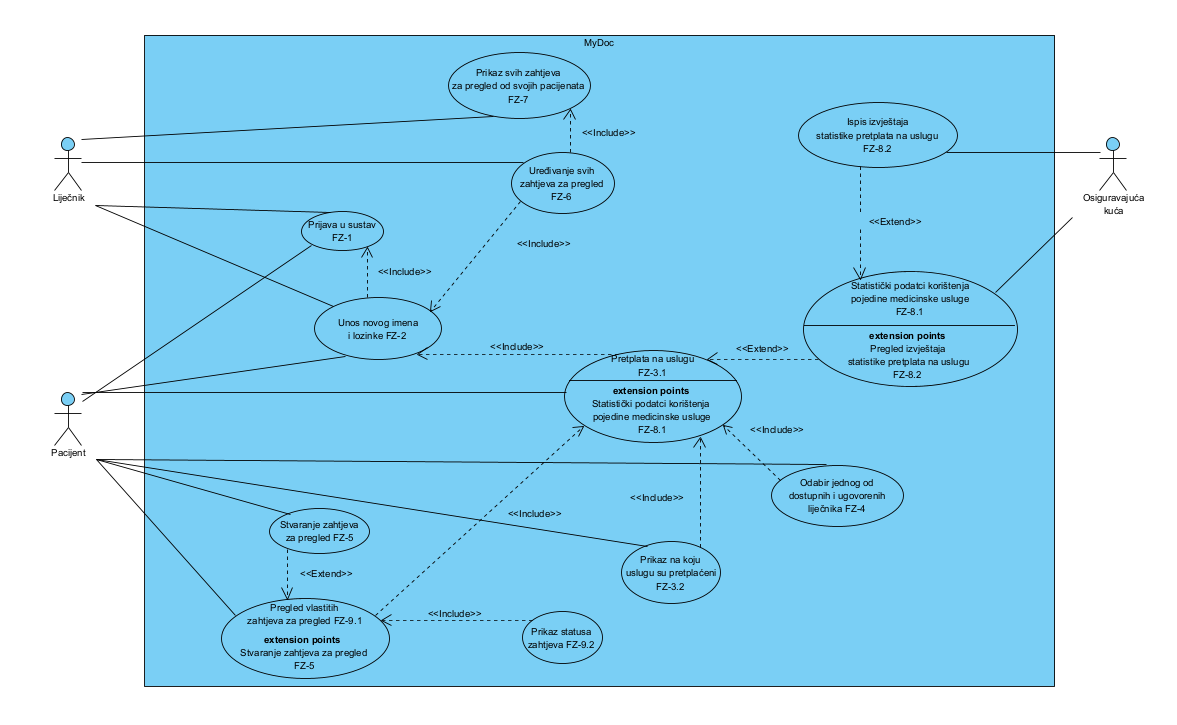 MyDoc
Prikaz svih zahtjeva
za pregled od svojih pacijenata
FZ-7
<<Include>>
Ispis izvještaja
statistike pretplata na uslugu
FZ-8.2
Liječnik
Uređivanje svih
zahtjeva za pregled
FZ-6
Osiguravajuća
kuća
Prijava u sustav
FZ-1
<<Extend>>
<<Include>>
<<Include>>
Statistički podatci korištenja
pojedine medicinske usluge
FZ-8.1
extension points
Pregled izvještaja
statistike pretplata na uslugu
FZ-8.2
Unos novog imena
i lozinke FZ-2
<<Include>>
<<Extend>>
Pretplata na uslugu
FZ-3.1
extension points
Statistički podatci korištenja
pojedine medicinske usluge
FZ-8.1
Pacijent
<<Include>>
Odabir jednog od
dostupnih i ugovorenih
liječnika FZ-4
<<Include>>
<<Include>>
Stvaranje zahtjeva
za pregled FZ-5
Prikaz na koju
uslugu su pretplaćeni
FZ-3.2
<<Extend>>
Pregled vlastitih
zahtjeva za pregled FZ-9.1
extension points
Stvaranje zahtjeva za pregled
FZ-5
<<Include>>
Prikaz statusa
zahtjeva FZ-9.2